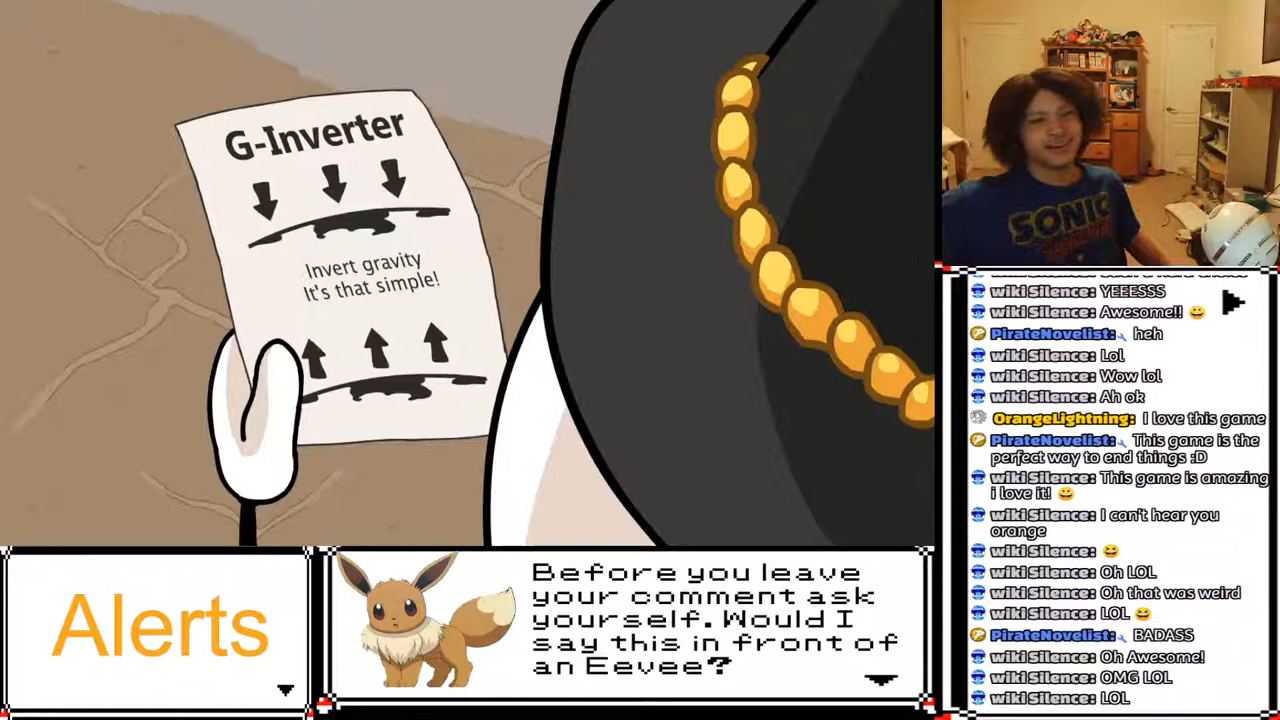 G-Inverter
Invert gravity
It's that simple!
SONIC
wiki Silence: YEEESSS
wiki Silence: Awesome!! 😀
PirateNovelist: heh
wiki Silence: Lol
wiki Silence: Wow lol
wiki Silence: Ah ok
OrangeLightning: I love this game
PirateNovelist: This game is the
perfect way to end things :D
wiki Silence: This game is amazing
i love it! 😀
wiki Silence: I can't hear you
orange
wiki Silence: 😆
wiki Silence: Oh LOL
wiki Silence: Oh that was weird
wiki Silence: LOL 😆
PirateNovelist: BADASS
wiki Silence: Oh Awesome!
wiki Silence: OMG LOL
wiki Silence: LOL
Alerts
Before you leave
your comment ask
yourself. Would I
say this in front of
an Eevee?